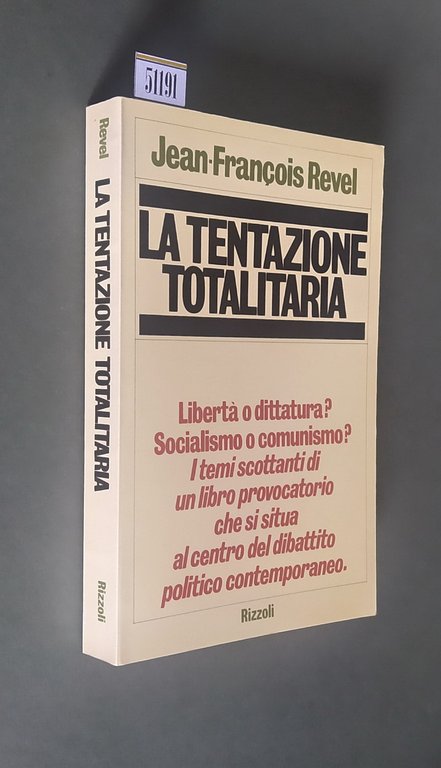 51191
Revel
LA TENTAZIONE TOTALITARIA
Rizzoli
Jean-François Revel
LA TENTAZIONE
TOTALITARIA
Libertà o dittatura?
Socialismo o comunismo?
I temi scottanti di
un libro provocatorio
che si situa
al centro del dibattito
politico contemporaneo.
Rizzoli